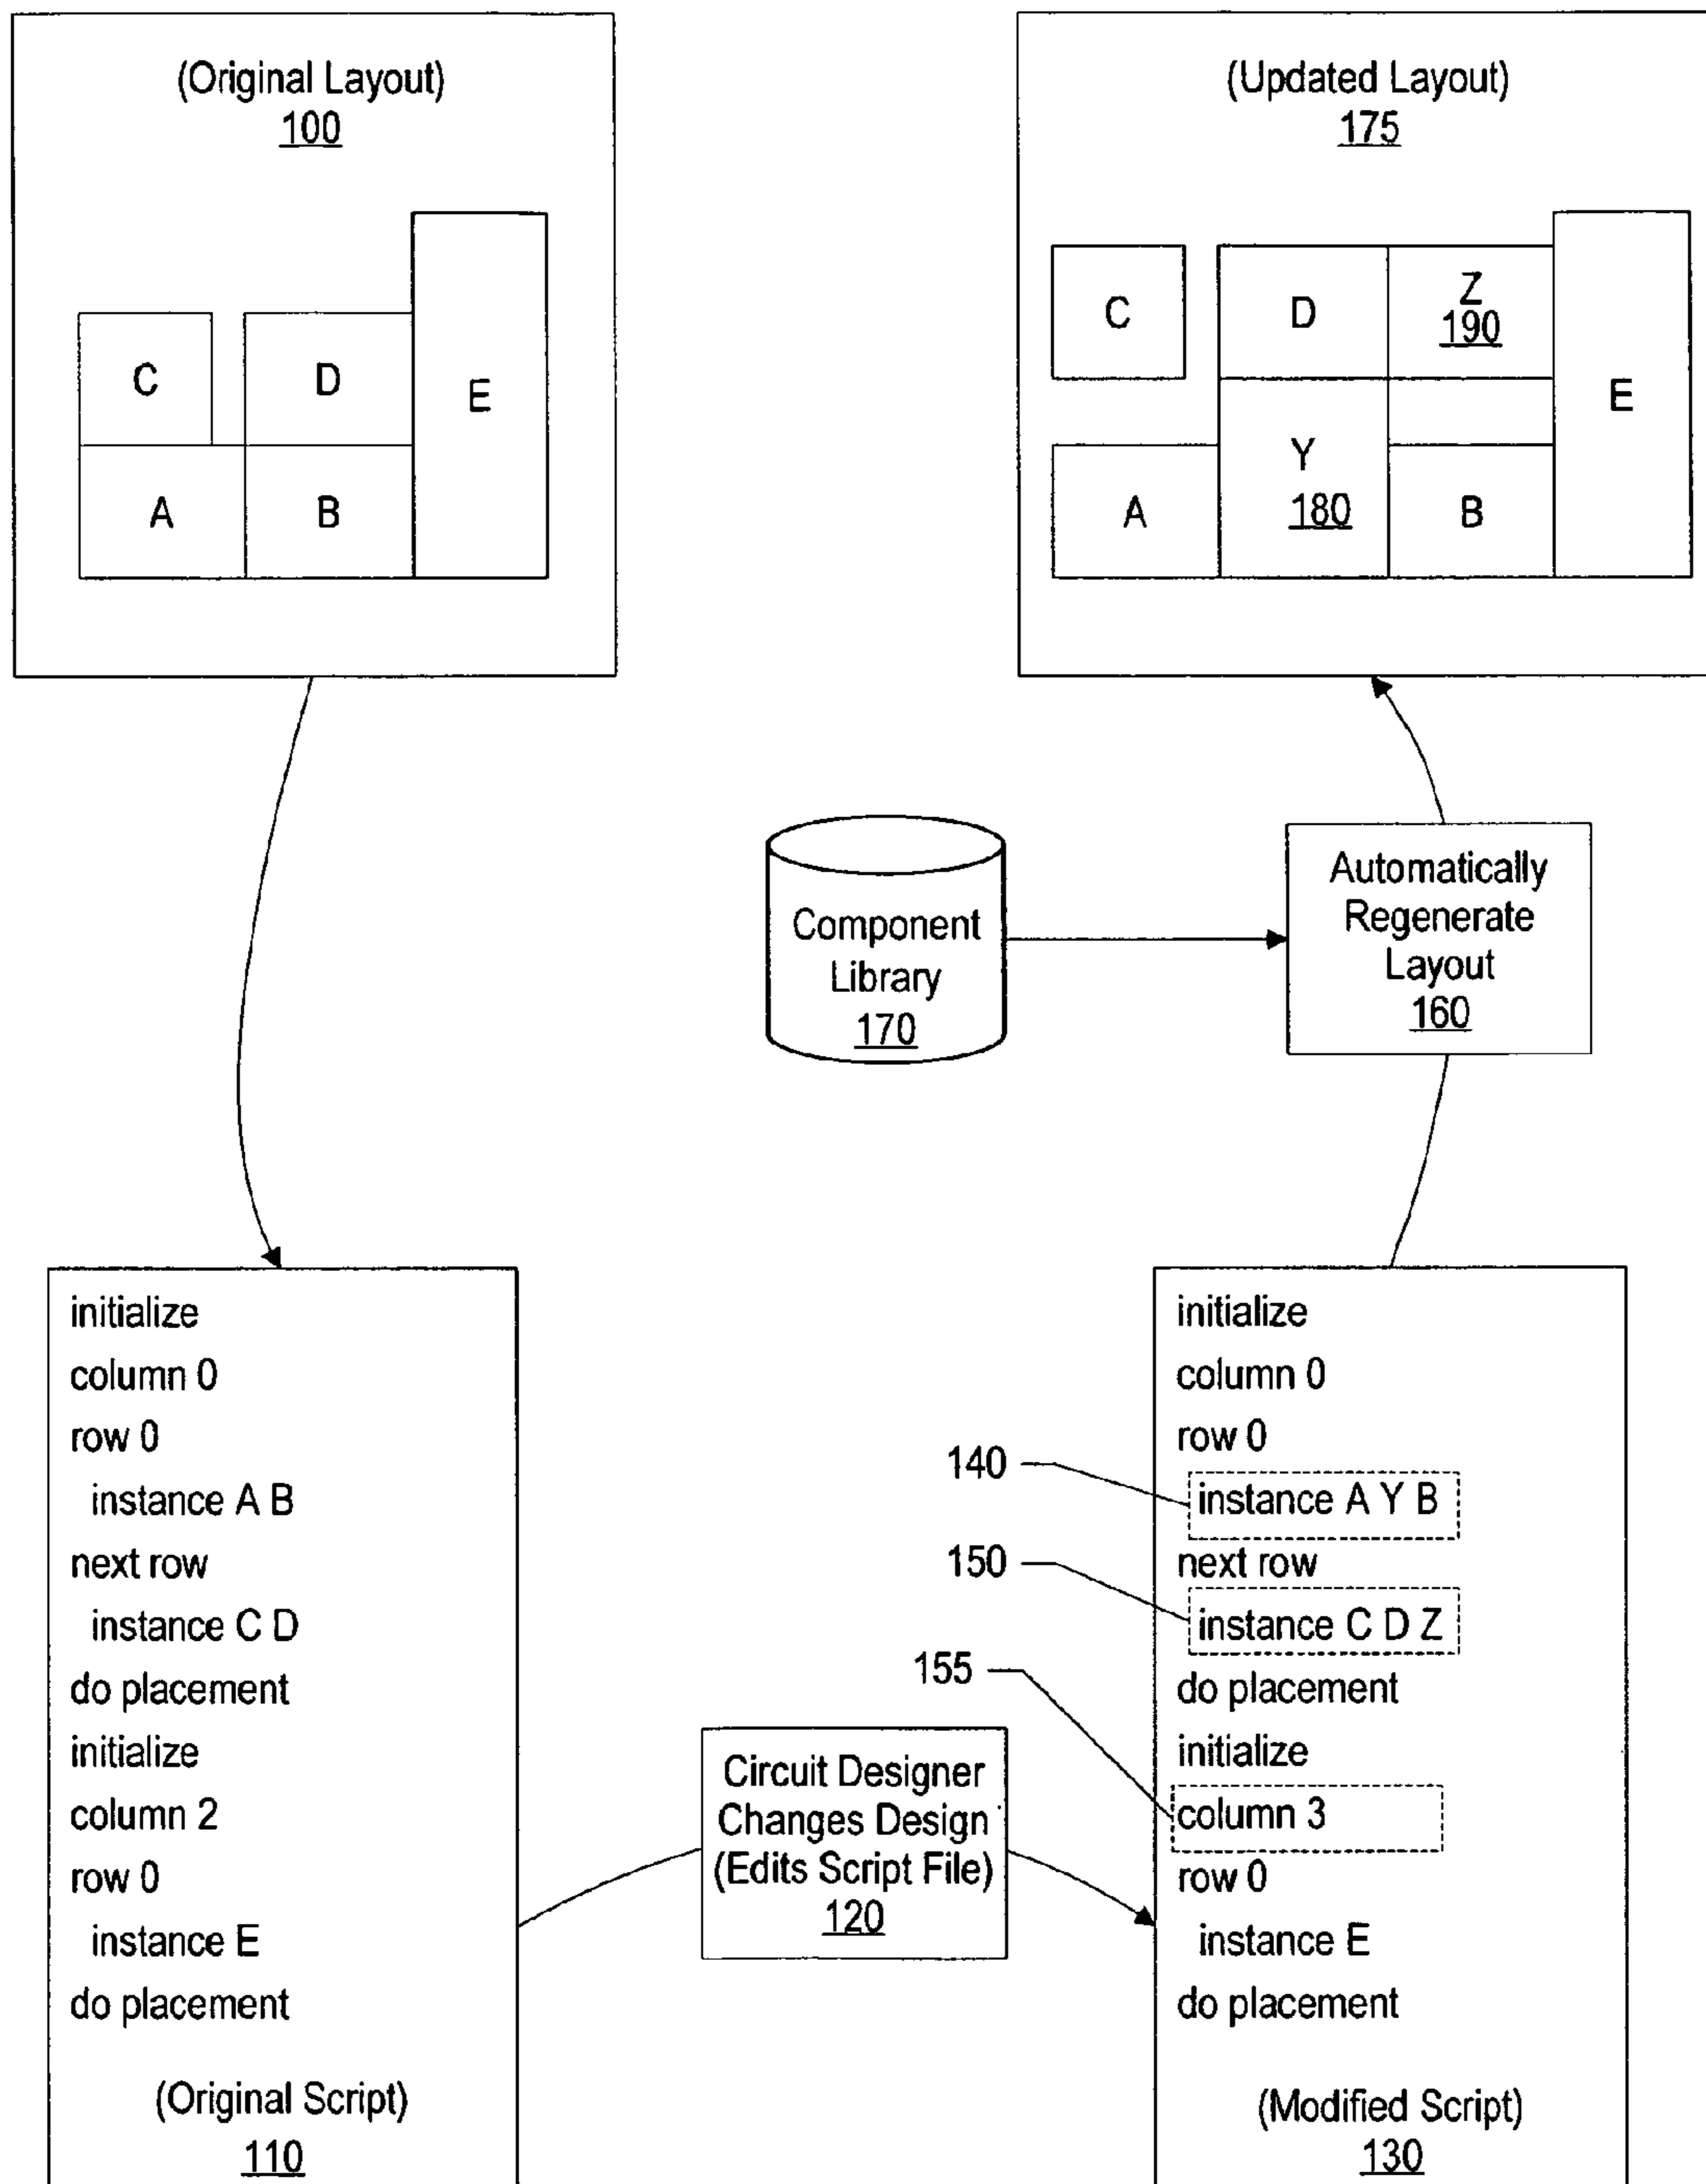 (Original Layout)
100
C
D
E
A
B
(Updated Layout)
175
C
D
Z
190
E
A
Y
180
B
Component
Library
170
Automatically
Regenerate
Layout
160
initialize
column 0
row 0
instance A B
next row
instance C D
do placement
initialize
column 2
row 0
instance E
do placement
(Original Script)
110
Circuit Designer
Changes Design
(Edits Script File)
120
140
150
155
initialize
column 0
row 0
instance A Y B
next row
instance C D Z
do placement
initialize
column 3
row 0
instance E
do placement
(Modified Script)
130